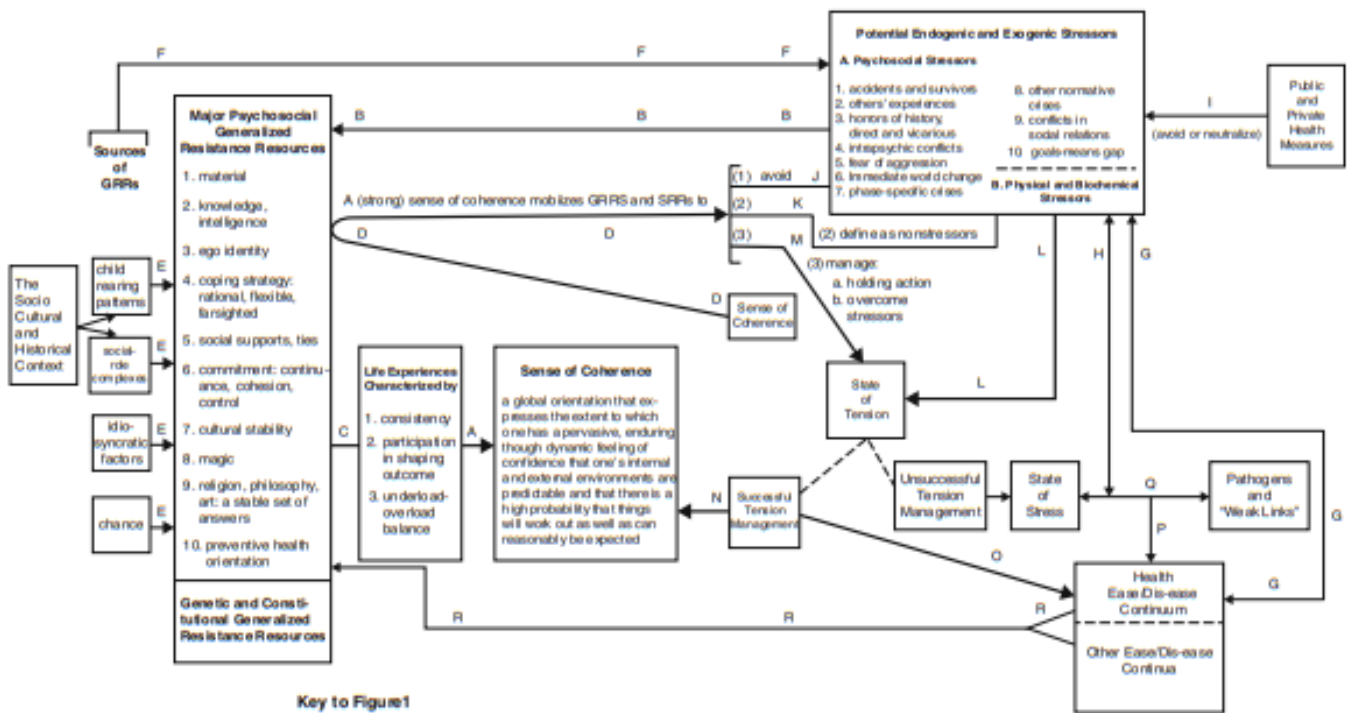 Potential Endogenic and Exogenic Stressors
A. Psychosocial Stressors
1. accidents and survivors
2. others' experiences
3. honors of history,
direct and vicarious
4. intrapsychic conflicts
5. fear of aggression
6. Immediate world change
7. phase-specific crises
8. other normative
crises
9. conflicts in
social relations
10. goals-means gap
B. Physical and Biochemical
Stressors
F
F
F
Public
and
Private
Health
Measures
I
(avoid or neutralize)
B
B
B
Sources
of
GRRs
Major Psychosocial
Generalized
Resistance Resources
1. material
2. knowledge,
intelligence
3. ego identity
4. coping strategy:
rational, flexible,
farsighted
5. social supports, ties
6. commitment: continu-
ance, cohesion,
control
7. cultural stability
8. magic
9. religion, philosophy,
art: a stable set of
answers
10. preventive health
orientation
Genetic and Consti-
tutional Generalized
Resistance Resources
A (strong) sense of coherence mobilizes GRRS and SRRs to
D
D
D
(1) avoid J
(2) K
(3) M
(2) define as nonstressors
(3) manage:
a. holding action
b. overcome
stressors
L
H
G
Sense of
Coherence
The
Socio
Cultural
and
Historical
Context
child
rearing
patterns
E
social-
role
complexes
E
idio-
syncratic
factors
E
chance
E
C
Life Experiences
Characterized by
1. consistency
2. participation
in shaping
outcome
3. underload-
overload
balance
A
Sense of Coherence
a global orientation that ex-
presses the extent to which
one has a pervasive, enduring
though dynamic feeling of
confidence that one's internal
and external environments are
predictable and that there is a
high probability that things
will work out as well as can
reasonably be expected
State
of
Tension
L
N
Successful
Tension
Management
Unsuccessful
Tension
Management
State
of
Stress
Q
Pathogens
and
"Weak Links"
P
G
O
G
Health
Ease/Dis-ease
Continuum
Other Ease/Dis-ease
Continua
R
R
R
Key to Figure1